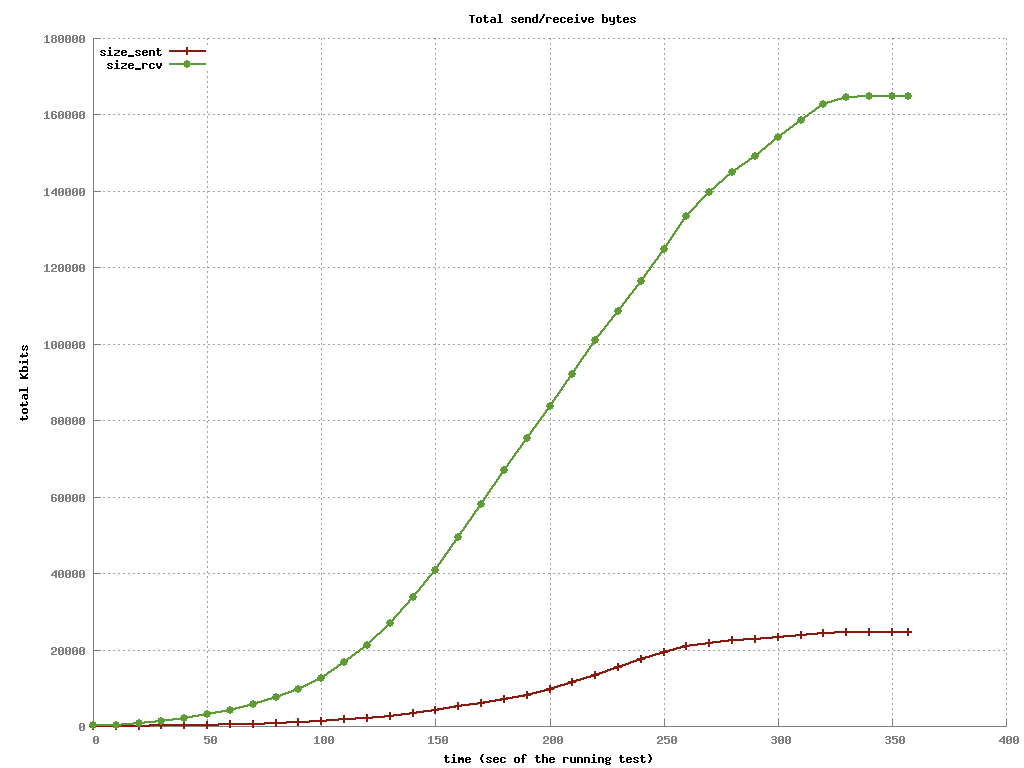 Total send/receive bytes
180000
size_sent
size_rcv
160000
140000
120000
100000
total Kbits
80000
60000
40000
20000
0
0 50 100 150 200 250 300 350 400
time (sec of the running test)